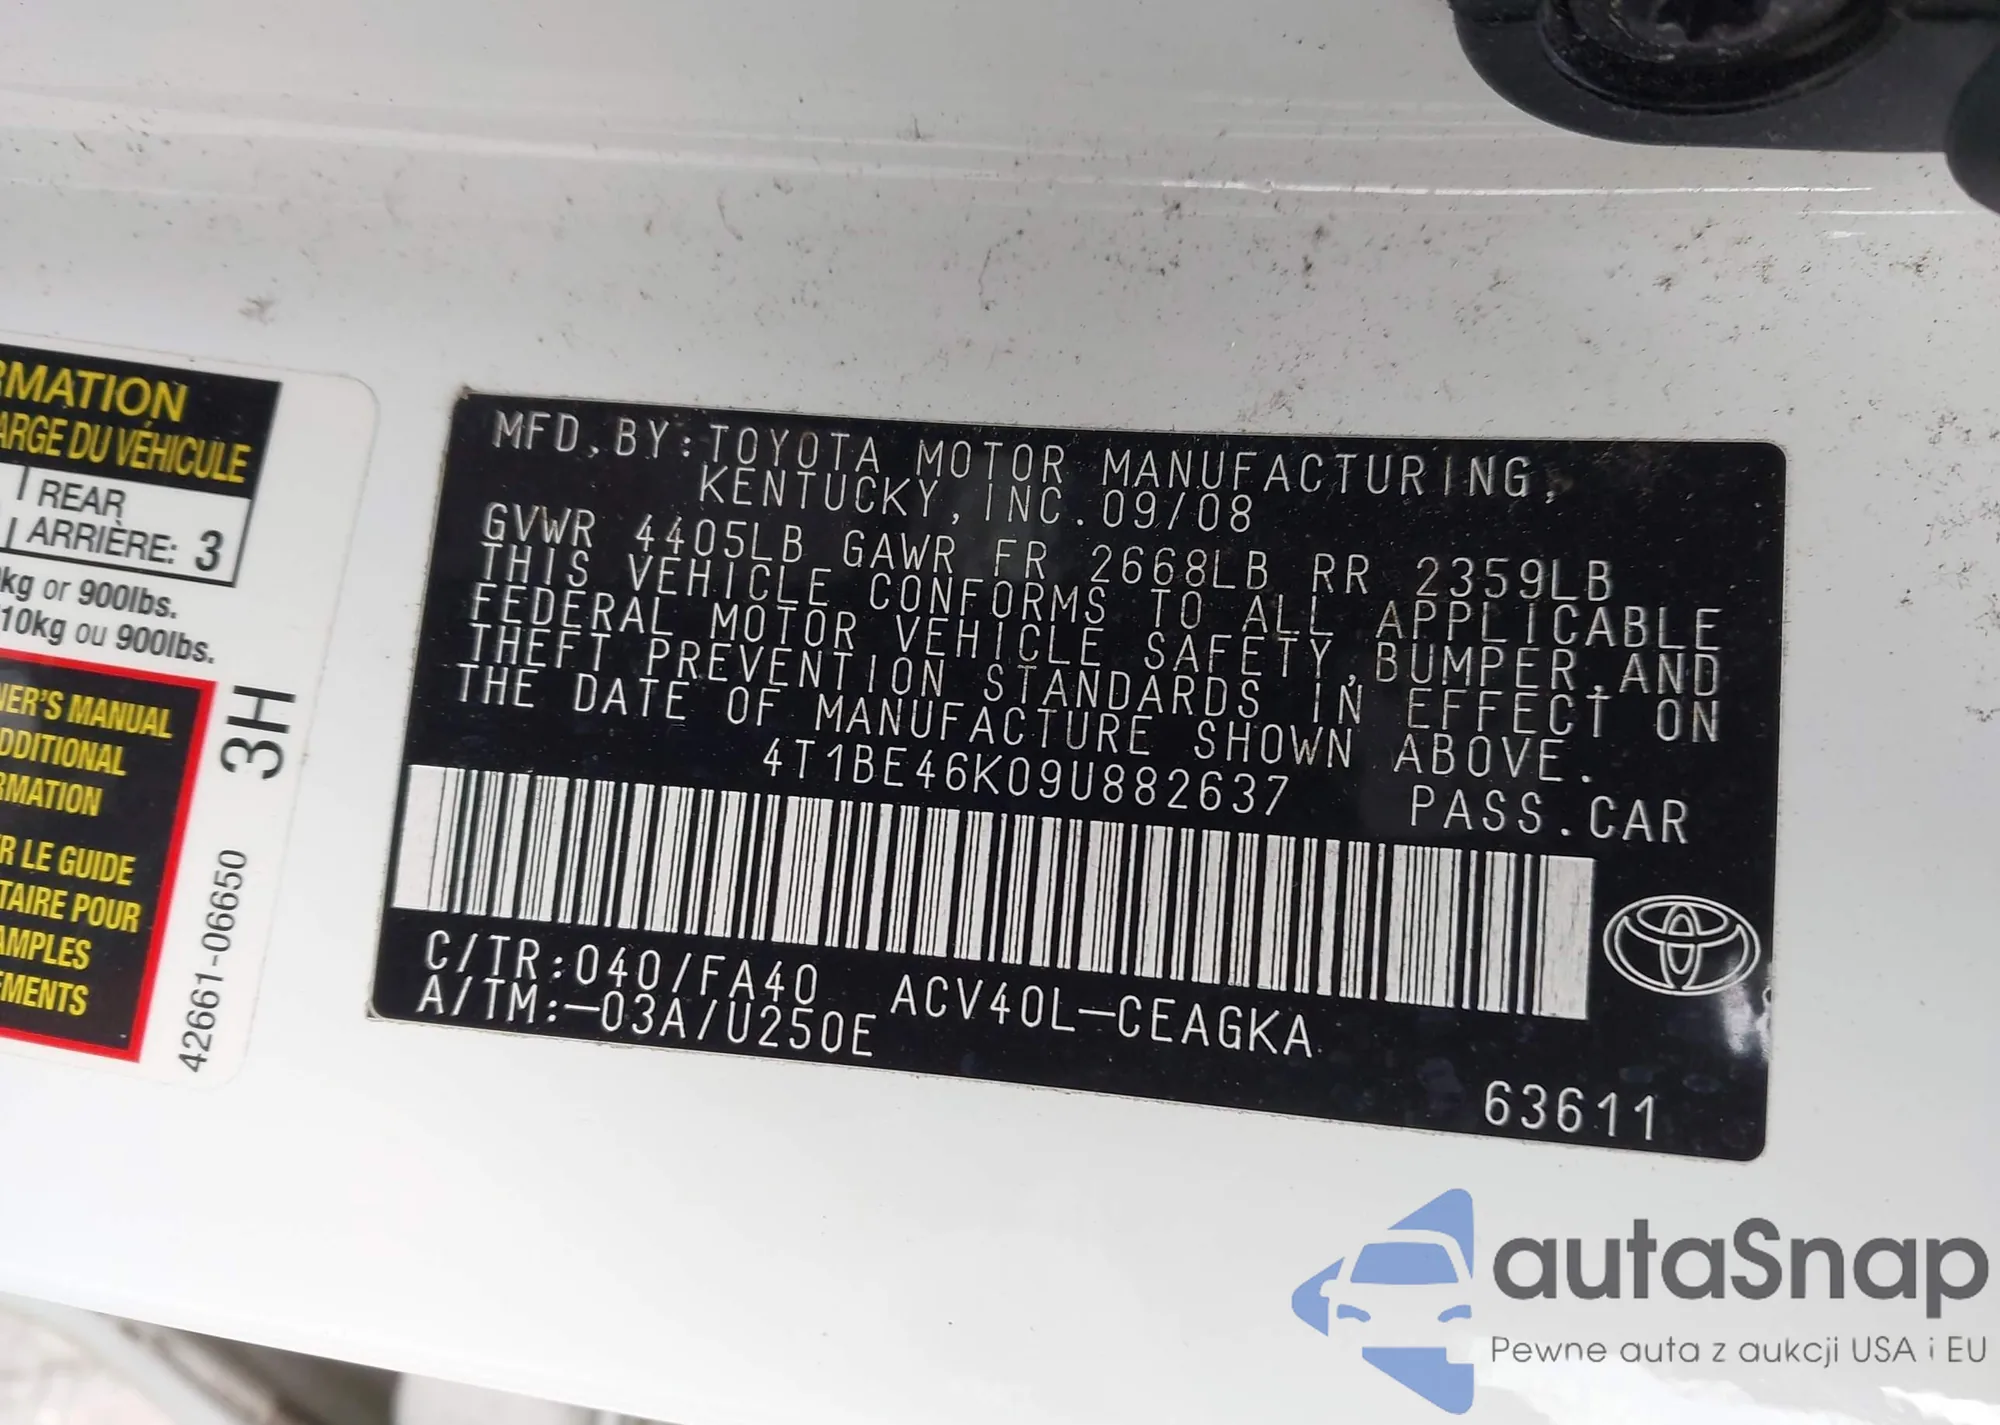 RMATION
ARGE DU VÉHICULE
REAR
ARRIÈRE: 3
kg or 900lbs.
10kg ou 900lbs.
NER'S MANUAL
DDITIONAL
RMATION
R LE GUIDE
TAIRE POUR
AMPLES
EMENTS
42661-06650 3H
MFD.BY:TOYOTA MOTOR MANUFACTURING,
KENTUCKY,INC.09/08
GVWR 4405LB GAWR FR 2668LB RR 2359LB
THIS VEHICLE CONFORMS TO ALL APPLICABLE
FEDERAL MOTOR VEHICLE SAFETY,BUMPER,AND
THEFT PREVENTION STANDARDS IN EFFECT ON
THE DATE OF MANUFACTURE SHOWN ABOVE.
4T1BE46K09U882637 PASS.CAR
C/TR:040/FA40 ACV40L-CEAGKA
A/TM:-03A/U250E
63611
autaSnap
Pewne auta z aukcji USA i EU